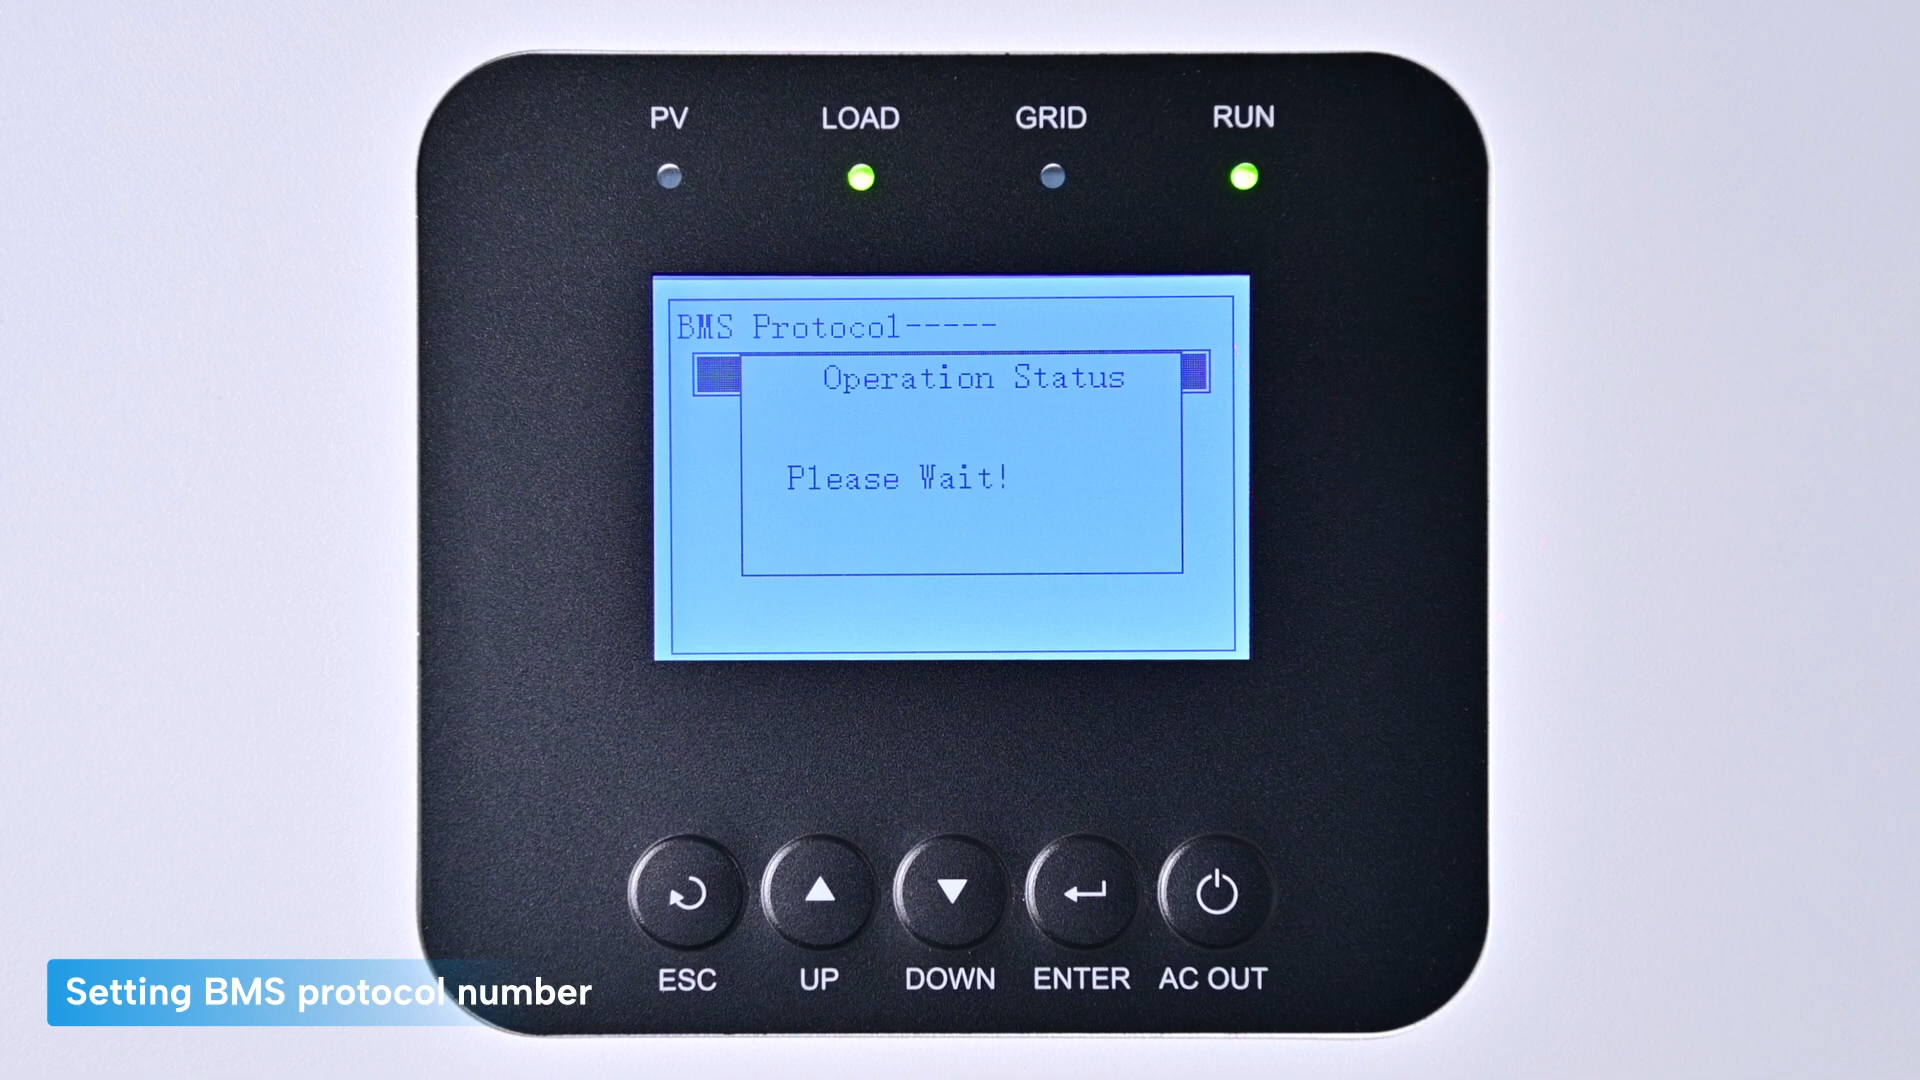 PV LOAD GRID RUN
BMS Protocol-----
Operation Status
Please Wait!
ESC UP DOWN ENTER AC OUT
Setting BMS protocol number